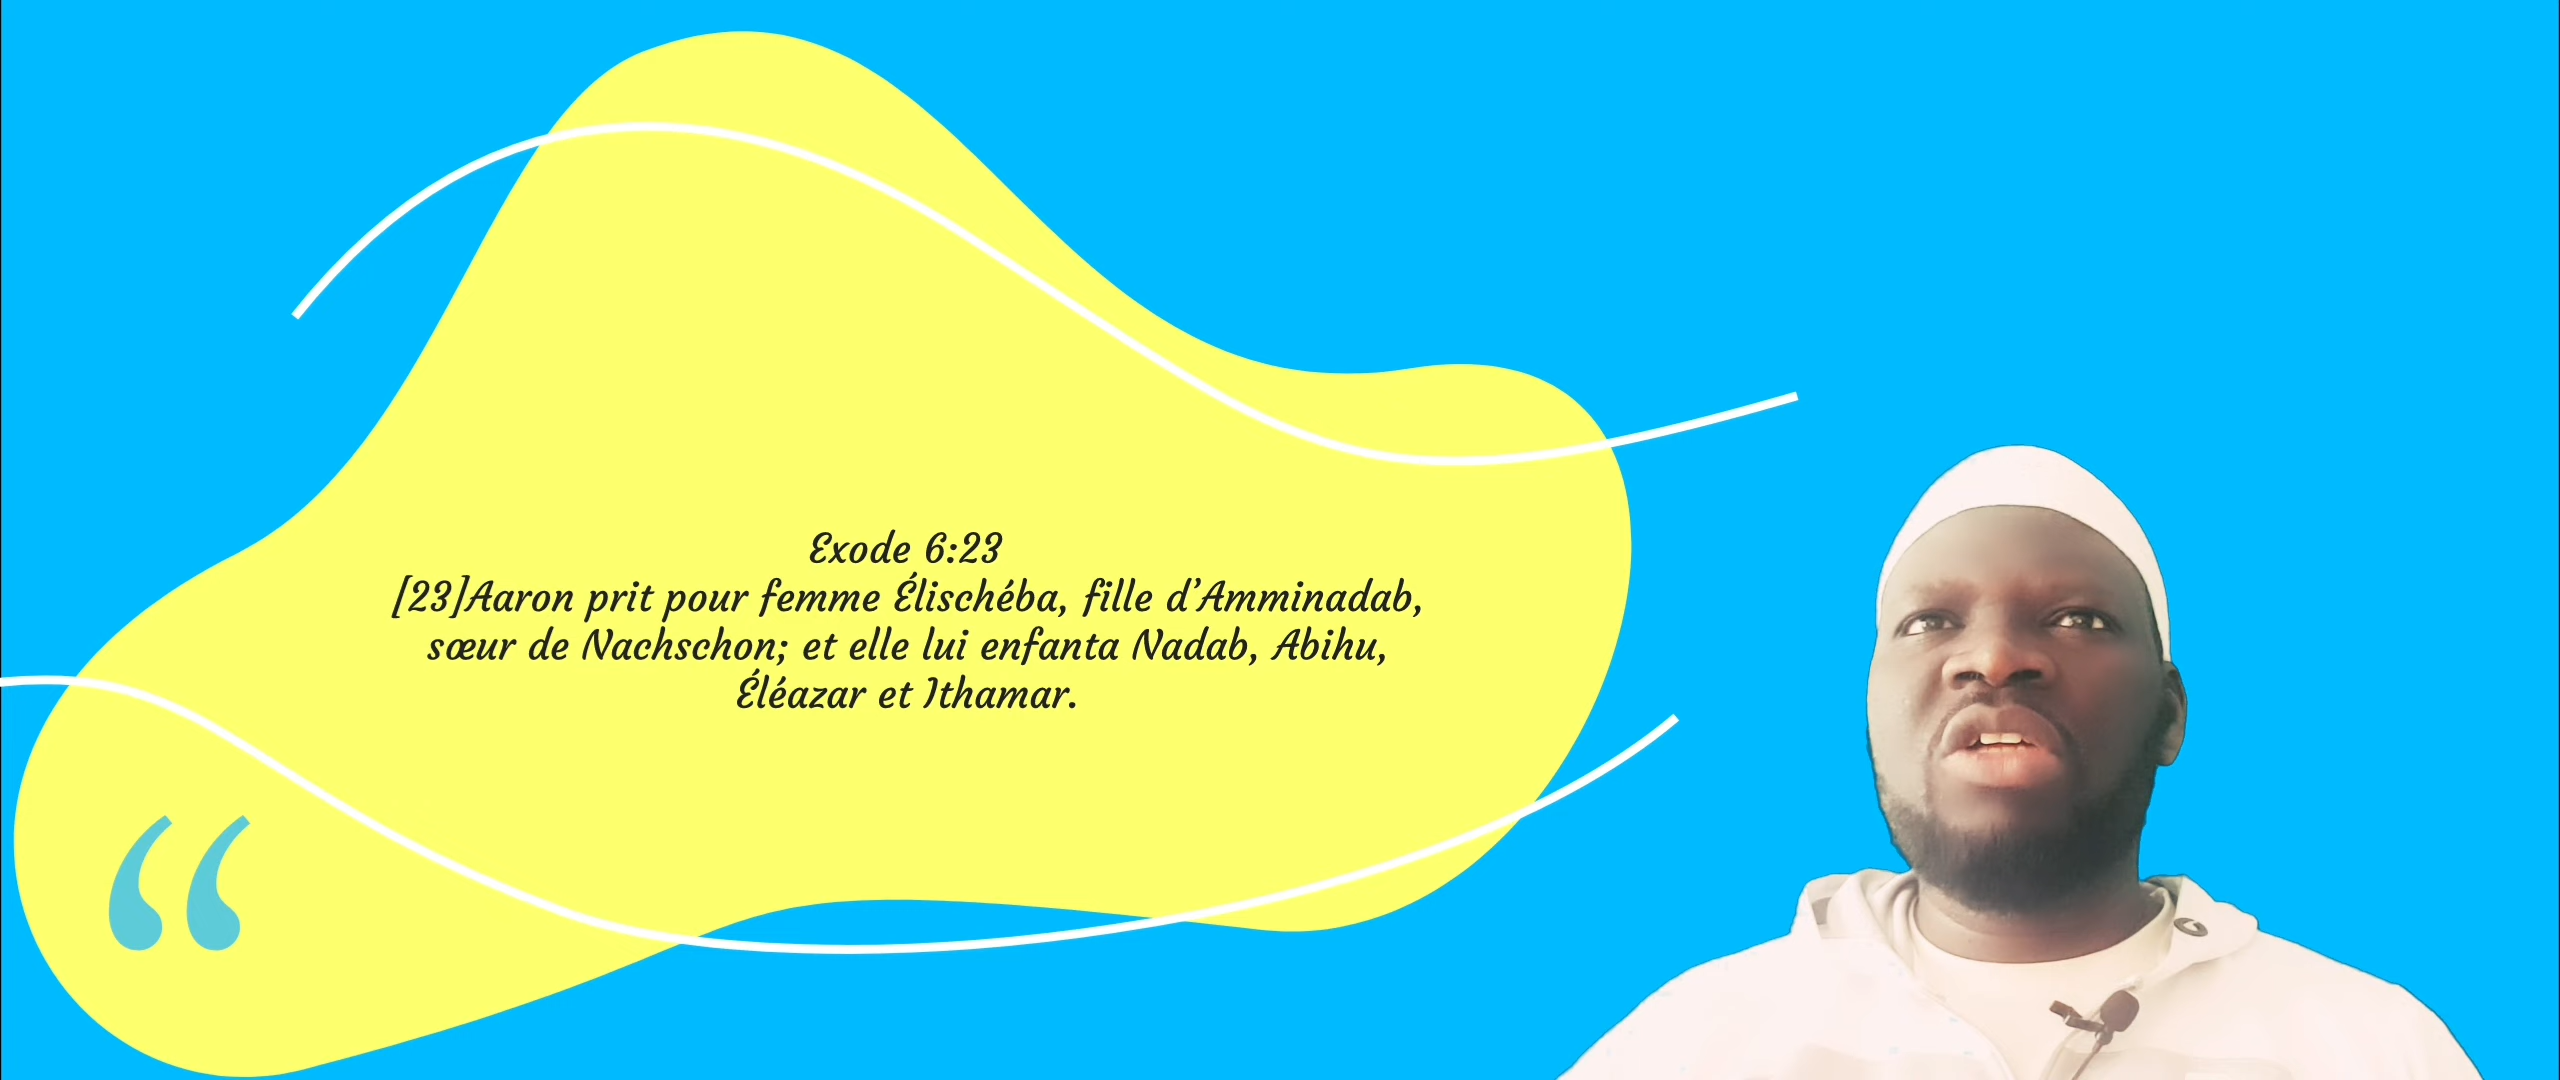 Exode 6:23
[23]Aaron prit pour femme Élischéba, fille d’Amminadab,
sœur de Nachschon; et elle lui enfanta Nadab, Abihu,
Éléazar et Ithamar.
“